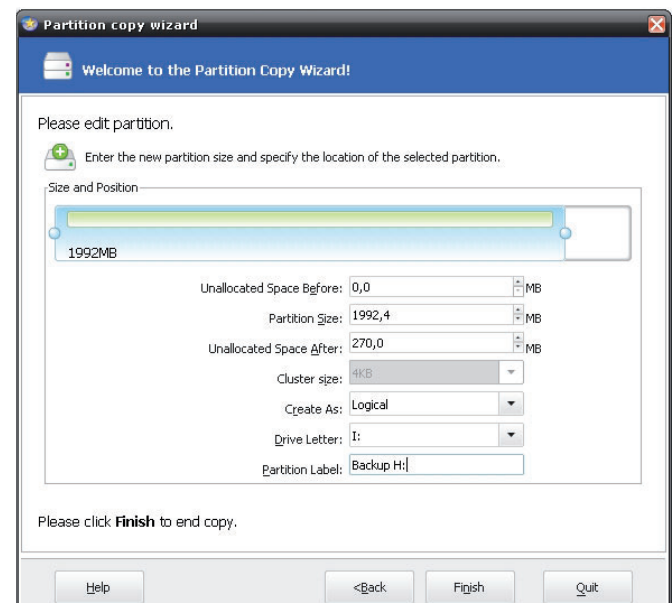 Partition copy wizard
Welcome to the Partition Copy Wizard!
Please edit partition.
Enter the new partition size and specify the location of the selected partition.
Size and Position
1992MB
Unallocated Space Before: 0,0 MB
Partition Size: 1992,4 MB
Unallocated Space After: 270,0 MB
Cluster size: 4KB
Create As: Logical
Drive Letter: I:
Partition Label: Backup H:
Please click Finish to end copy.
Help <Back Finish Quit